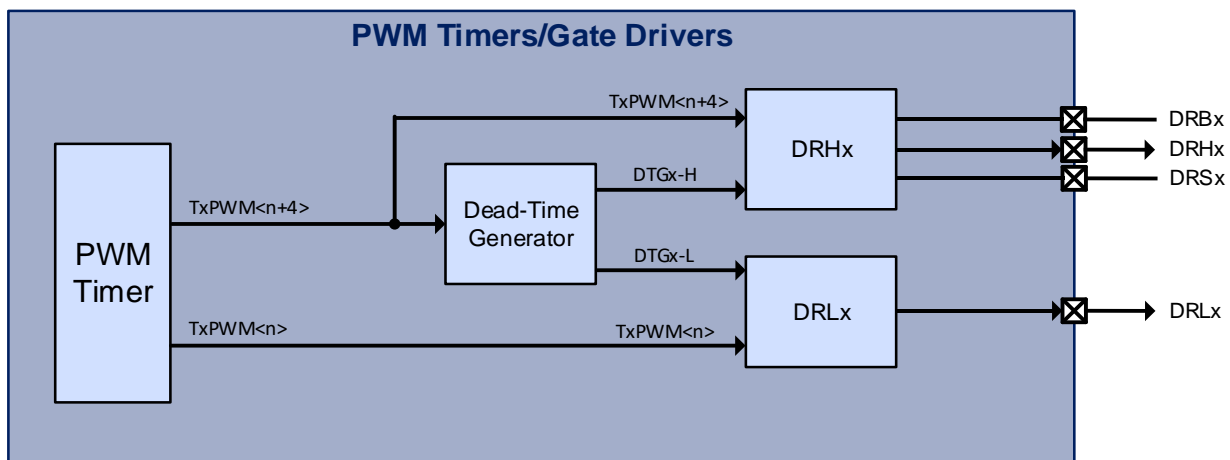 PWM Timers/Gate Drivers
TxPWM<n+4>
DRBx
DRHx
DRHx
DRSx
DTGx-H
TxPWM<n+4>
Dead-Time
Generator
PWM
Timer
DTGx-L
DRLx
DRLx
TxPWM<n>
TxPWM<n>